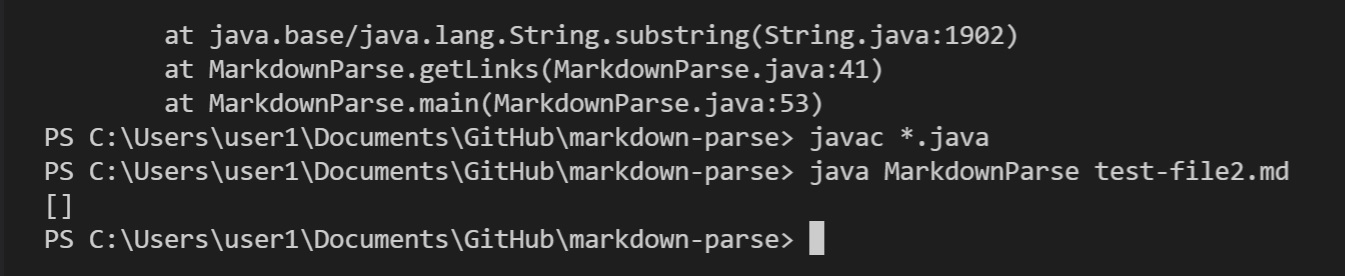 at java.base/java.lang.String.substring(String.java:1902)
at MarkdownParse.getLinks(MarkdownParse.java:41)
at MarkdownParse.main(MarkdownParse.java:53)
PS C:\Users\user1\Documents\GitHub\markdown-parse> javac *.java
PS C:\Users\user1\Documents\GitHub\markdown-parse> java MarkdownParse test-file2.md
[]
PS C:\Users\user1\Documents\GitHub\markdown-parse>